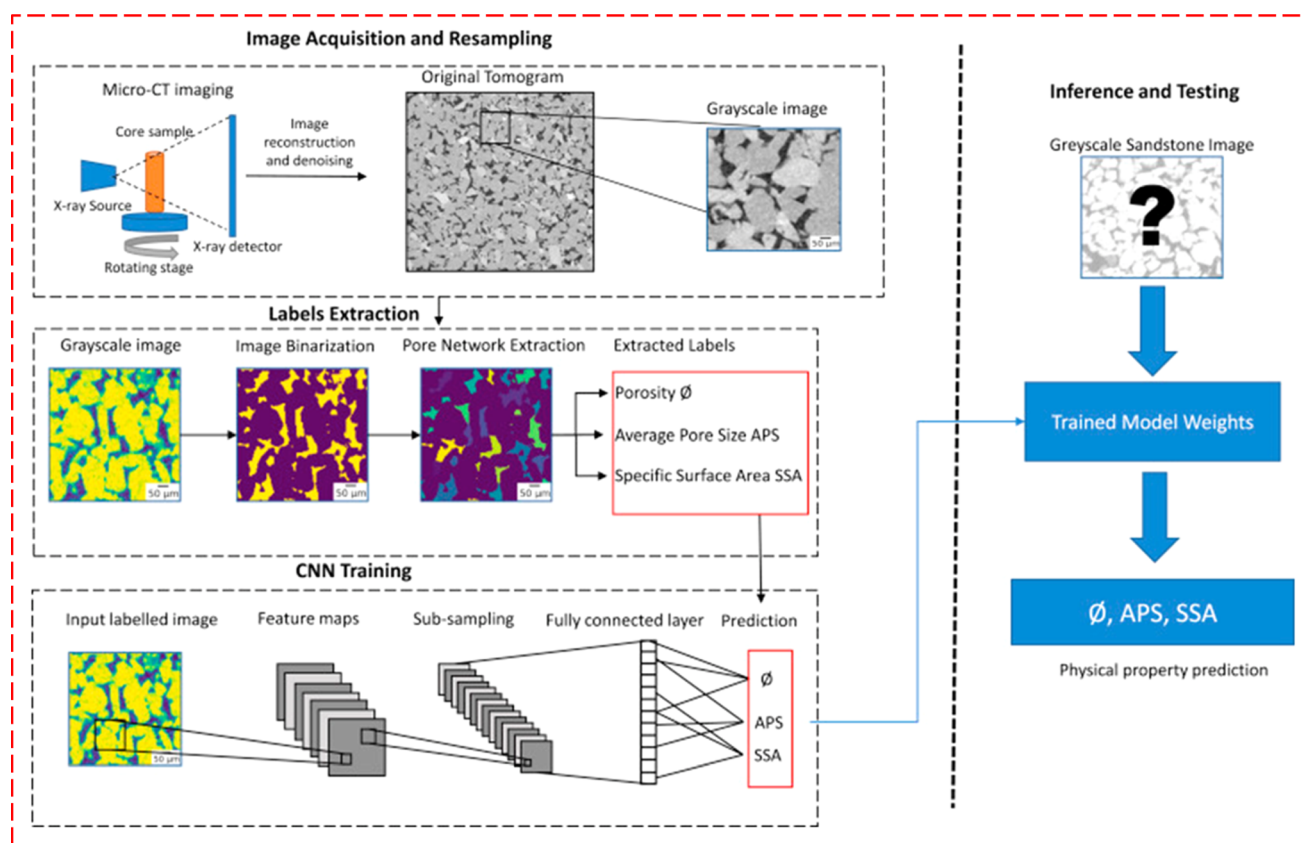 Image Acquisition and Resampling
Micro-CT imaging
Core sample
X-ray Source
X-ray detector
Rotating stage
Image
reconstruction
and denoising
Original Tomogram
Grayscale image
50 μm
Labels Extraction
Grayscale image
50 μm
Image Binarization
50 μm
Pore Network Extraction
50 μm
Extracted Labels
Porosity Ø
Average Pore Size APS
Specific Surface Area SSA
CNN Training
Input labelled image
50 μm
Feature maps
Sub-sampling
Fully connected layer
Prediction
Ø
APS
SSA
Inference and Testing
Greyscale Sandstone Image
?
Trained Model Weights
Ø, APS, SSA
Physical property prediction